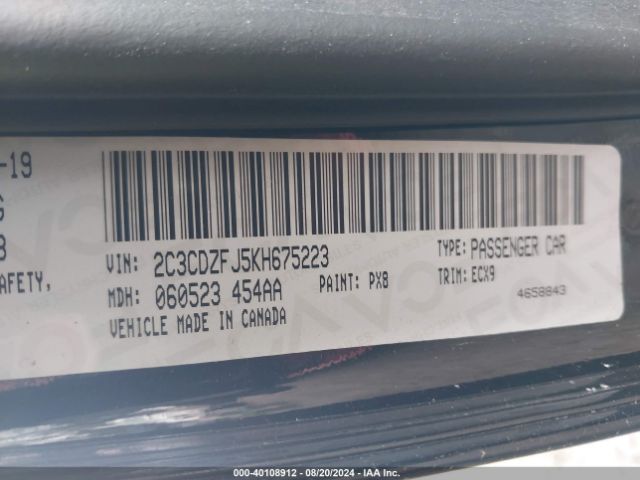 -19
AFETY,
VIN: 2C3CDZFJ5KH675223 TYPE: PASSENGER CAR
MDH: 060523 454AA PAINT: PX8 TRIM: ECX9
VEHICLE MADE IN CANADA 4658843
000-40108912 - 08/20/2024 - IAA Inc.